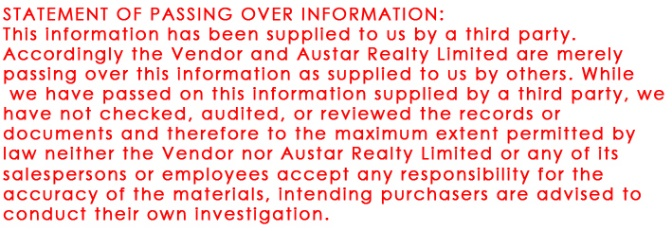 STATEMENT OF PASSING OVER INFORMATION:
This information has been supplied to us by a third party.
Accordingly the Vendor and Austar Realty Limited are merely
passing over this information as supplied to us by others. While
we have passed on this information supplied by a third party, we
have not checked, audited, or reviewed the records or
documents and therefore to the maximum extent permitted by
law neither the Vendor nor Austar Realty Limited or any of its
salespersons or employees accept any responsibility for the
accuracy of the materials, intending purchasers are advised to
conduct their own investigation.